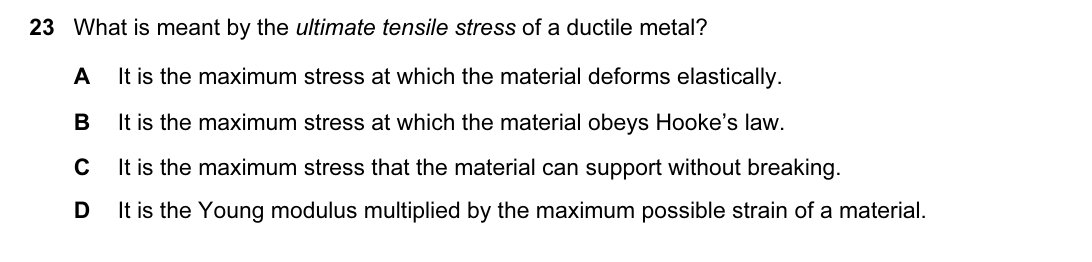 23 What is meant by the ultimate tensile stress of a ductile metal?
A It is the maximum stress at which the material deforms elastically.
B It is the maximum stress at which the material obeys Hooke’s law.
C It is the maximum stress that the material can support without breaking.
D It is the Young modulus multiplied by the maximum possible strain of a material.